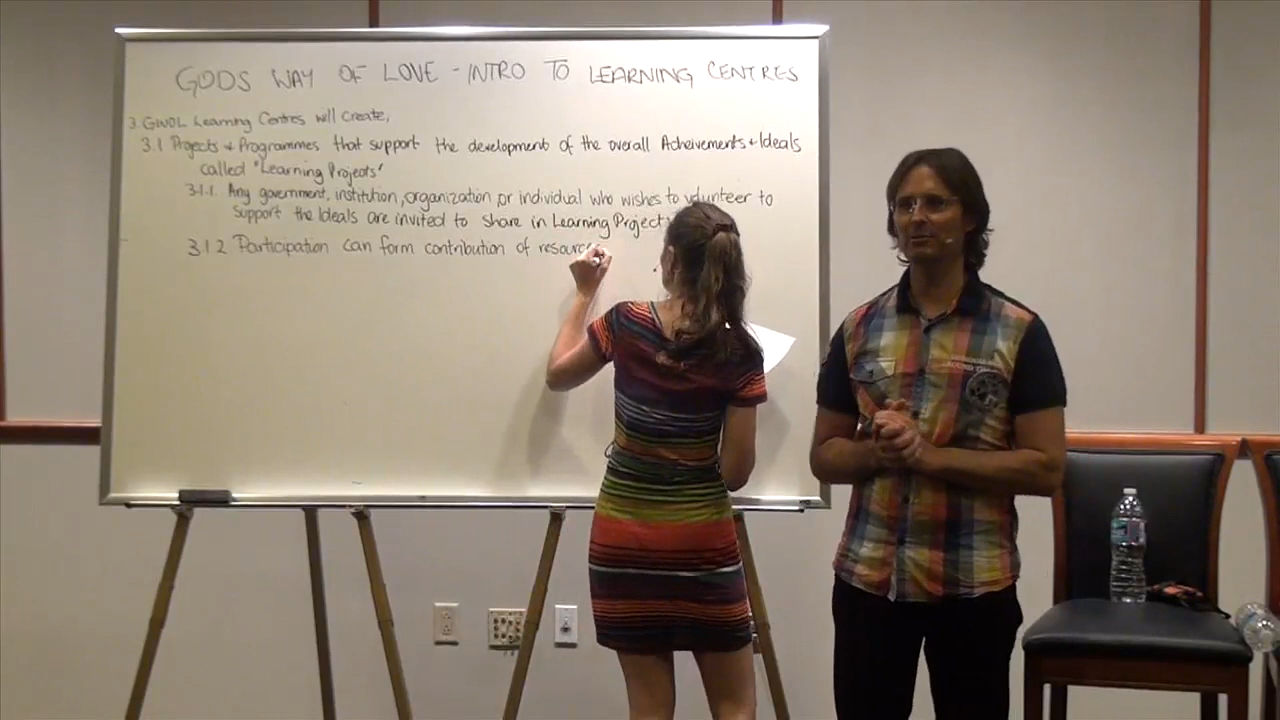 GODS WAY OF LOVE - INTRO TO LEARNING CENTRES
3. GWOL Learning Centres will create,
3.1 Projects + Programmes that support the development of the overall Acheivements + Ideals
called "Learning Projects"
3.1.1. Any government, institution, organization, or individual who wishes to volunteer to
support the Ideals are invited to share in Learning Project
3.1.2 Participation can form contribution of resourc